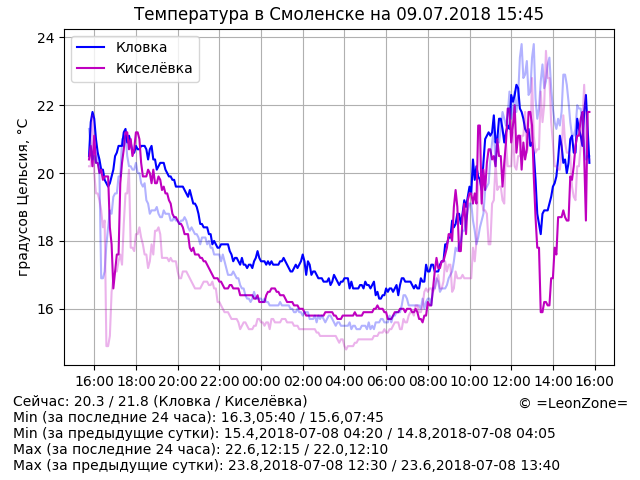 Температура в Смоленске на 09.07.2018 15:45
24
22
20
18
16
градусов Цельсия, °C
Кловка
Киселёвка
16:00 18:00 20:00 22:00 00:00 02:00 04:00 06:00 08:00 10:00 12:00 14:00 16:00
Сейчас: 20.3 / 21.8 (Кловка / Киселёвка)
© =LeonZone=
Min (за последние 24 часа): 16.3,05:40 / 15.6,07:45
Min (за предыдущие сутки): 15.4,2018-07-08 04:20 / 14.8,2018-07-08 04:05
Max (за последние 24 часа): 22.6,12:15 / 22.0,12:10
Max (за предыдущие сутки): 23.8,2018-07-08 12:30 / 23.6,2018-07-08 13:40